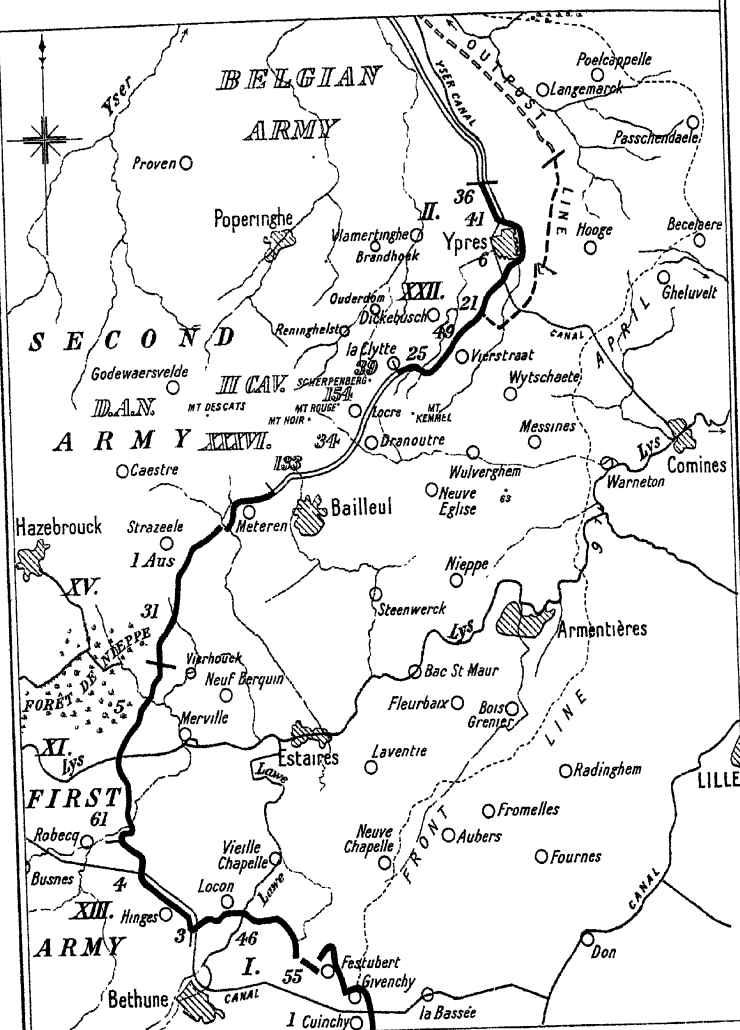 Yser
BELGIAN
ARMY
YSER CANAL
OUTPOST
LINE
Poelcappelle
Langemarck
Passchendaele
Proven
Poperinghe
36
II.
41
Vlamertinghe
Brandhoek
Ypres
6
Hooge
Becelaere
Gheluvelt
XXII.
21
Ouderdom
Dickebusch
49
Reninghelst
CANAL
APRIL
SECOND
la Clytte
39
25
Vierstraat
Godewaersvelde
II CAV.
SCHERPENBERG
Wytschaete
D.A.N.
MT DES CATS
154
MT ROUGE
MT NOIR
Locre
MT KEMMEL
ARMY
XXXVI.
34
Dranoutre
Messines
Lys
Comines
133
Caestre
Wulverghem
Warneton
Neuve
Eglise
63
Bailleul
Meteren
Hazebrouck
Strazeele
1 Aus
9
Nieppe
XV.
31
Steenwerck
Lys
Armentières
FORÊT DE NIEPPE
Vierhouck
Neuf Berquin
Bac St Maur
5
Fleurbaix
Bois
Grenier
LINE
Merville
XI.
Lys
Estaires
Laventie
Lawe
Radinghem
LILLE
FIRST
61
Robecq
Fromelles
FRONT
Aubers
Neuve
Chapelle
Vieille
Chapelle
Fournes
Busnes
4
Locon
Lawe
CANAL
XIII.
Hinges
3
46
ARMY
I.
55
Festubert
Givenchy
Don
Bethune
CANAL
la Bassée
1
Cuinchy